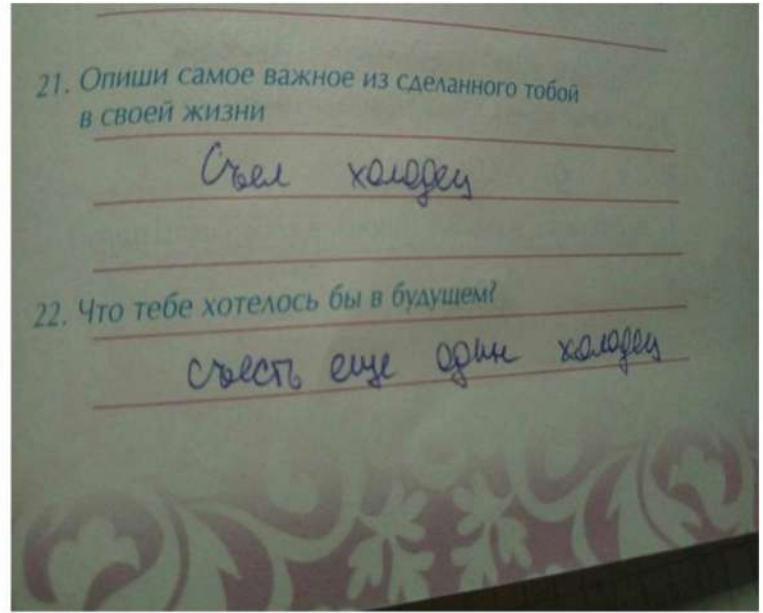 21. Опиши самое важное из сделанного тобой
в своей жизни
Съел холодец
22. Что тебе хотелось бы в будущем?
съесть еще один холодец